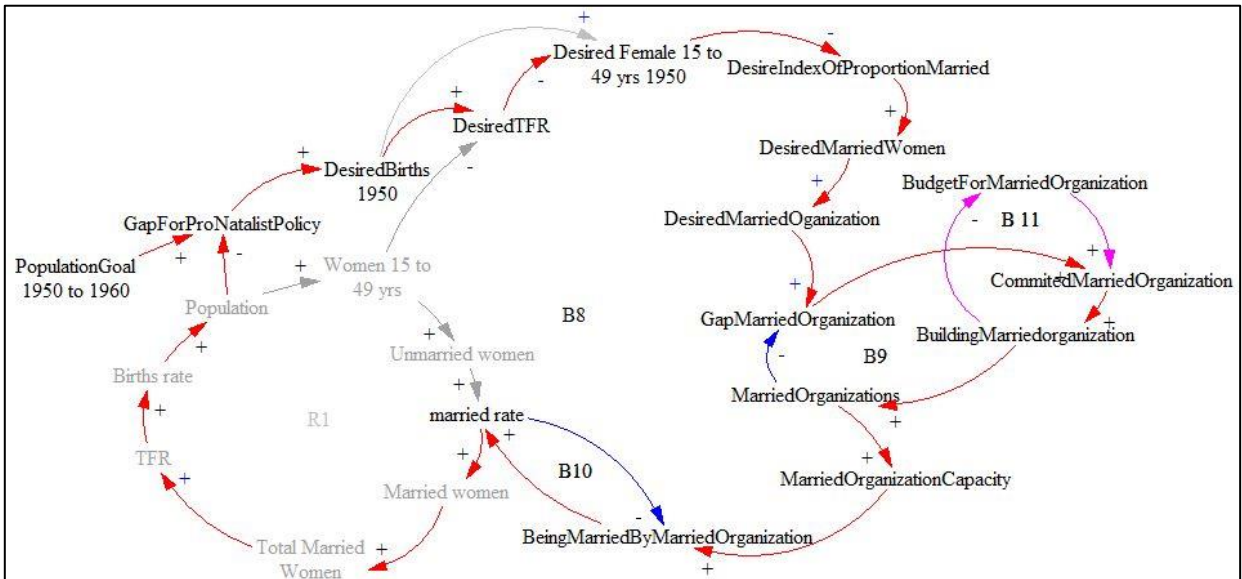 +
Desired Female 15 to
49 yrs 1950
-
DesireIndexOfProportionMarried
+
DesiredTFR
-
+
DesiredMarriedWomen
+
DesiredBirths
1950
-
+
BudgetForMarriedOrganization
GapForProNatalistPolicy
DesiredMarriedOganization
-
B 11
PopulationGoal
1950 to 1960
+
-
+
Women 15 to
49 yrs
+
+
CommitedMarriedOrganization
Population
+
GapMarriedOrganization
+
BuildingMarriedorganization
B8
+
Unmarried women
-
B9
+
Births rate
+
MarriedOrganizations
+
R1
married rate
+
+
TFR
+
+
B10
+
MarriedOrganizationCapacity
Married women
-
BeingMarriedByMarriedOrganization
Total Married
Women
+
+